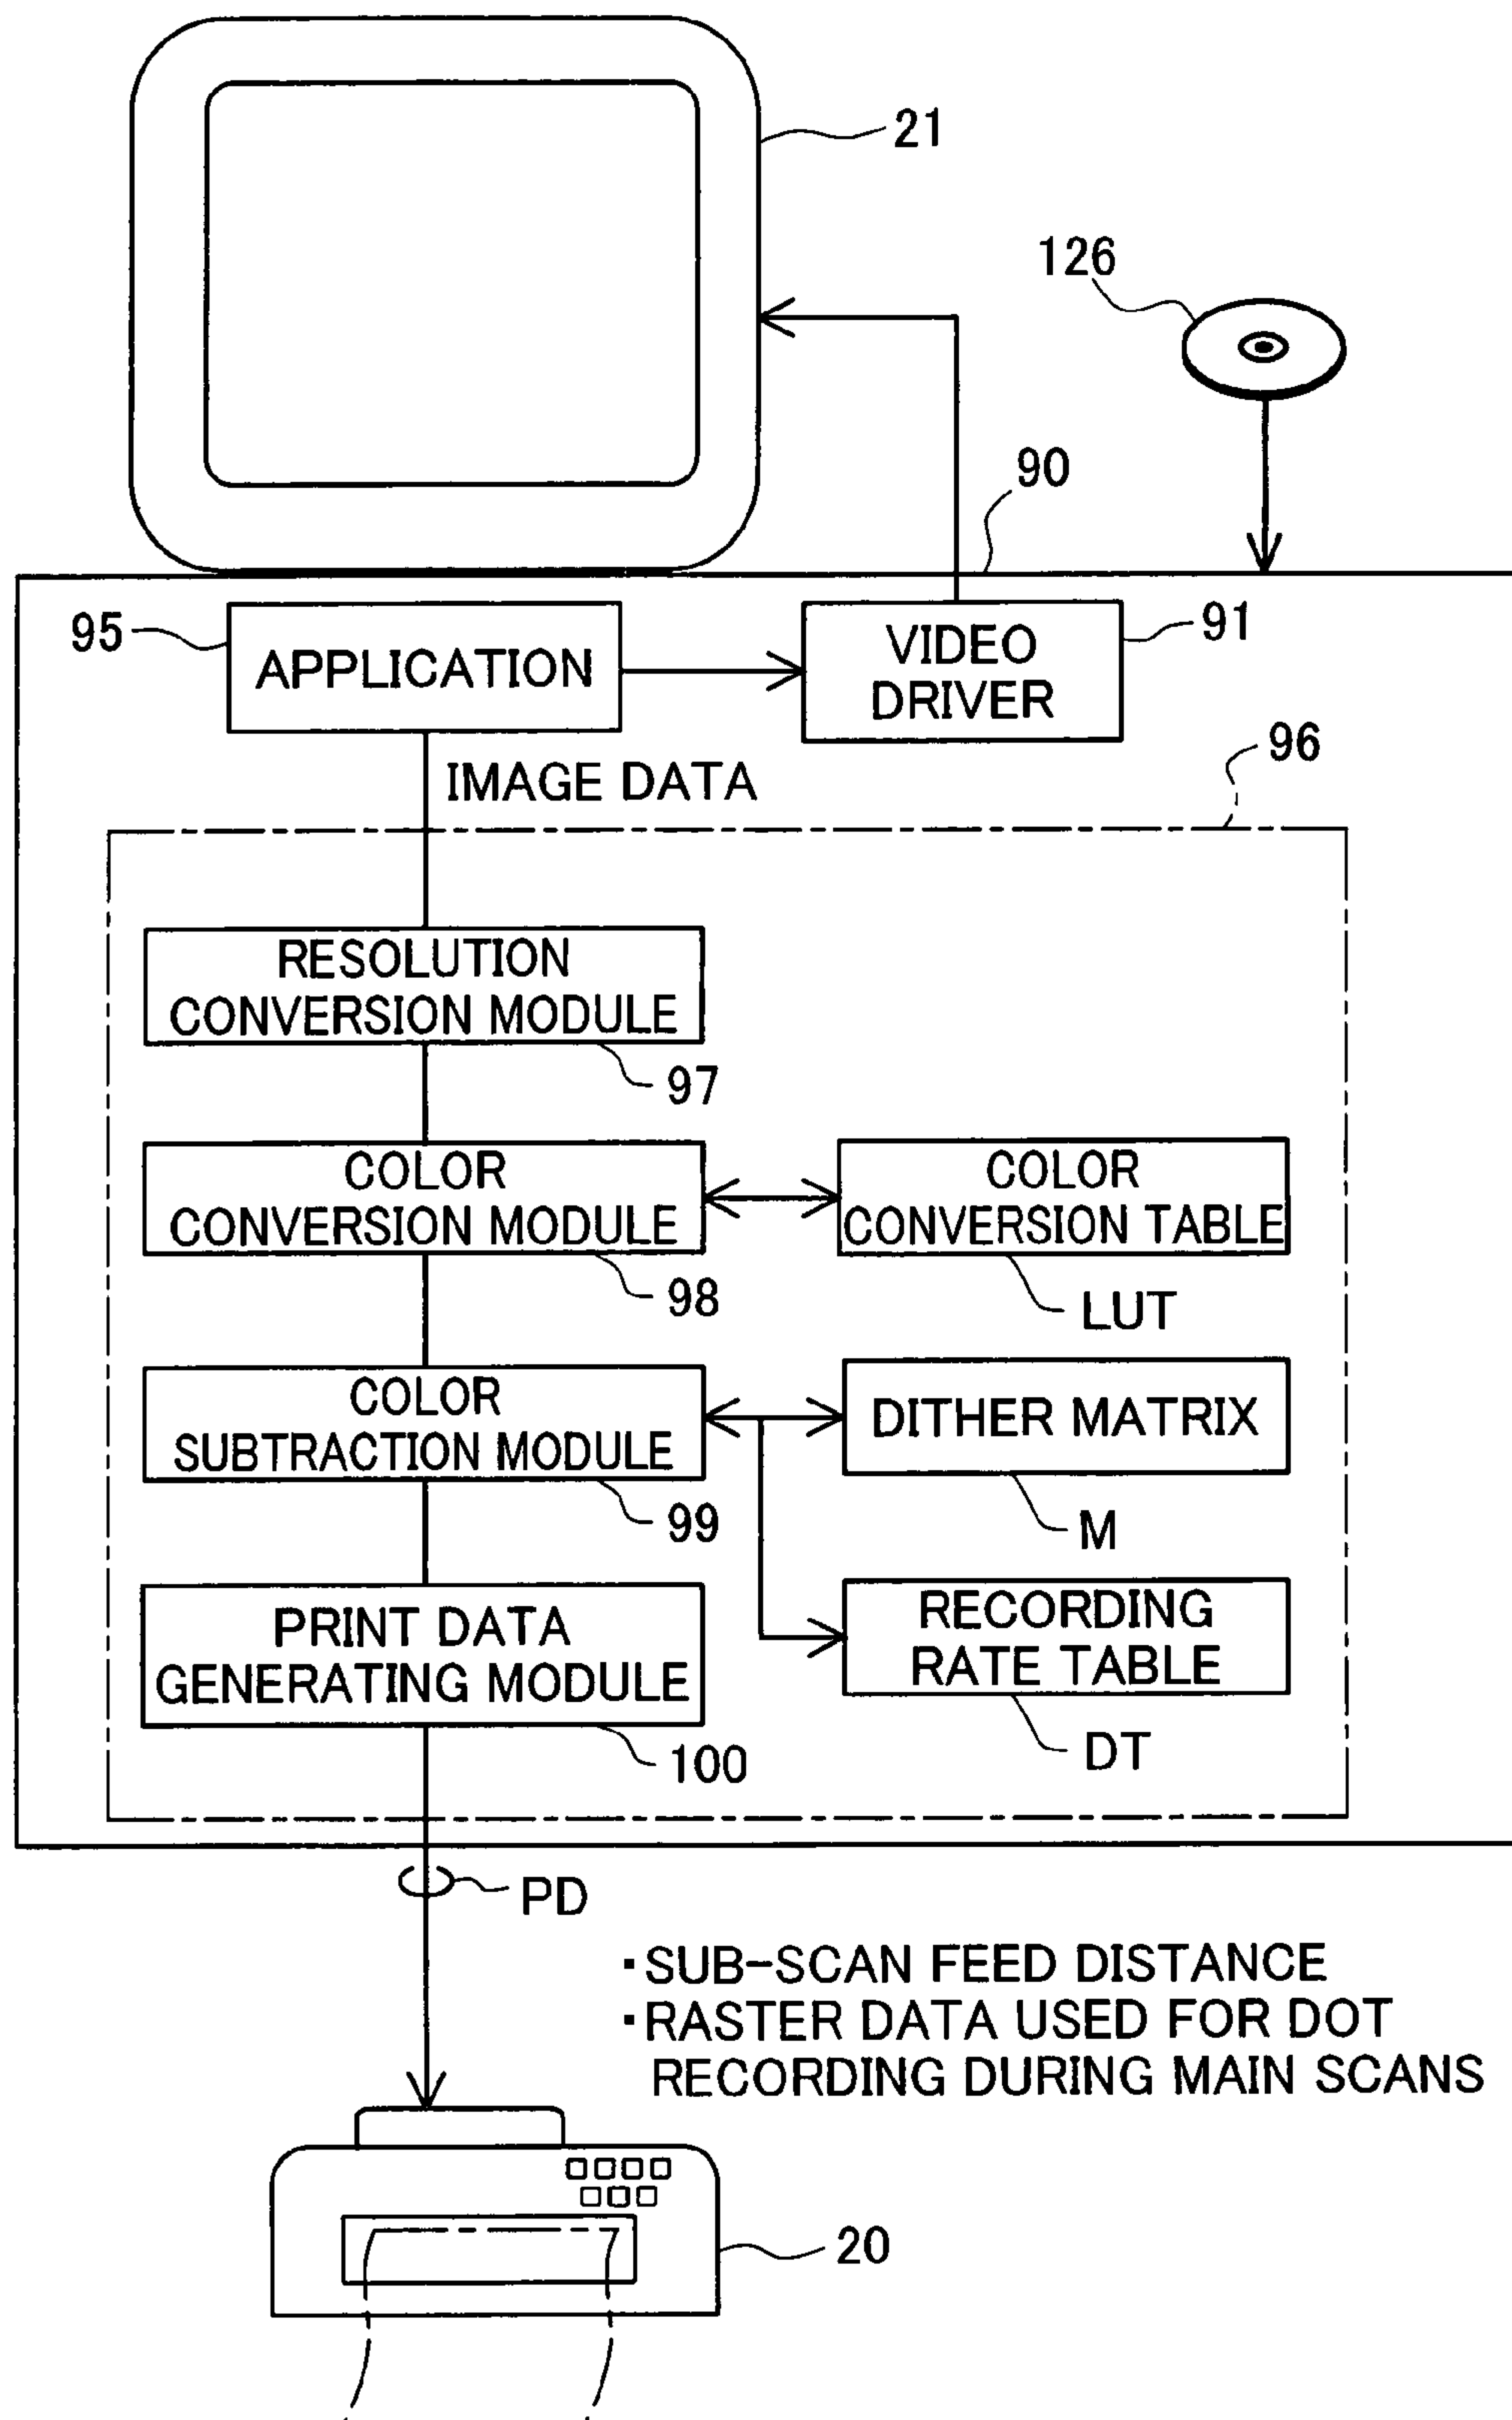 21
126
90
95
APPLICATION
VIDEO
DRIVER
91
IMAGE DATA
96
RESOLUTION
CONVERSION MODULE
97
COLOR
CONVERSION MODULE
98
COLOR
CONVERSION TABLE
LUT
COLOR
SUBTRACTION MODULE
99
DITHER MATRIX
M
PRINT DATA
GENERATING MODULE
100
RECORDING
RATE TABLE
DT
PD
・SUB-SCAN FEED DISTANCE
・RASTER DATA USED FOR DOT
RECORDING DURING MAIN SCANS
20